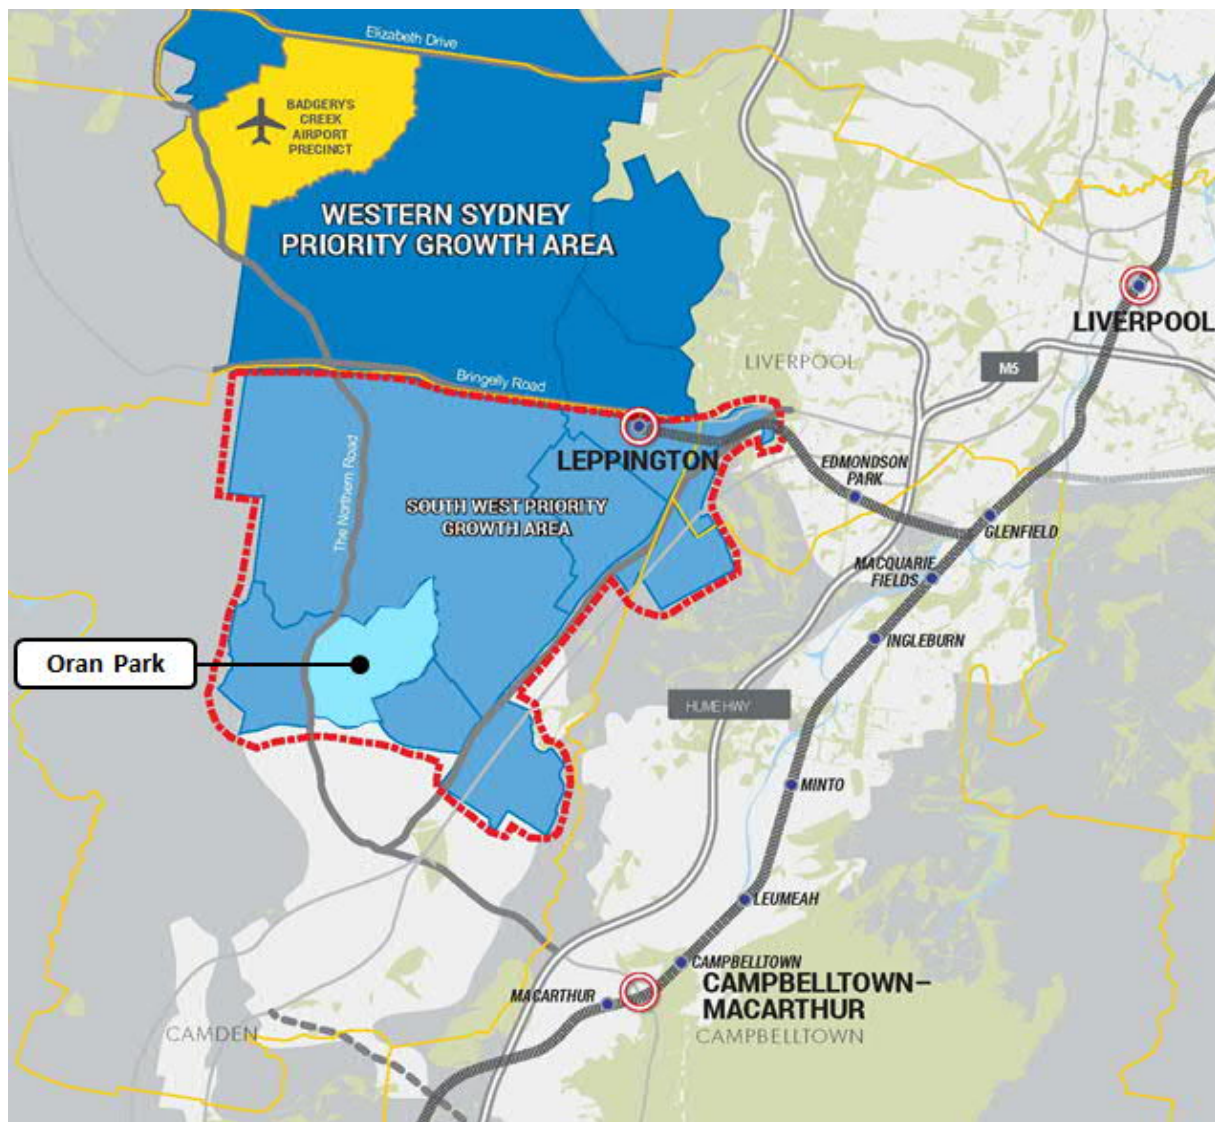 Elizabeth Drive
BADGERY'S
CREEK
AIRPORT
PRECINCT
WESTERN SYDNEY
PRIORITY GROWTH AREA
LIVERPOOL
LIVERPOOL
M5
Bringelly Road
LEPPINGTON
EDMONDSON
PARK
The Northern Road
SOUTH WEST PRIORITY
GROWTH AREA
GLENFIELD
MACQUARIE
FIELDS
INGLEBURN
Oran Park
HUME HWY
MINTO
LEUMEAH
CAMPBELLTOWN
MACARTHUR
CAMPBELLTOWN–
MACARTHUR
CAMPBELLTOWN
CAMDEN